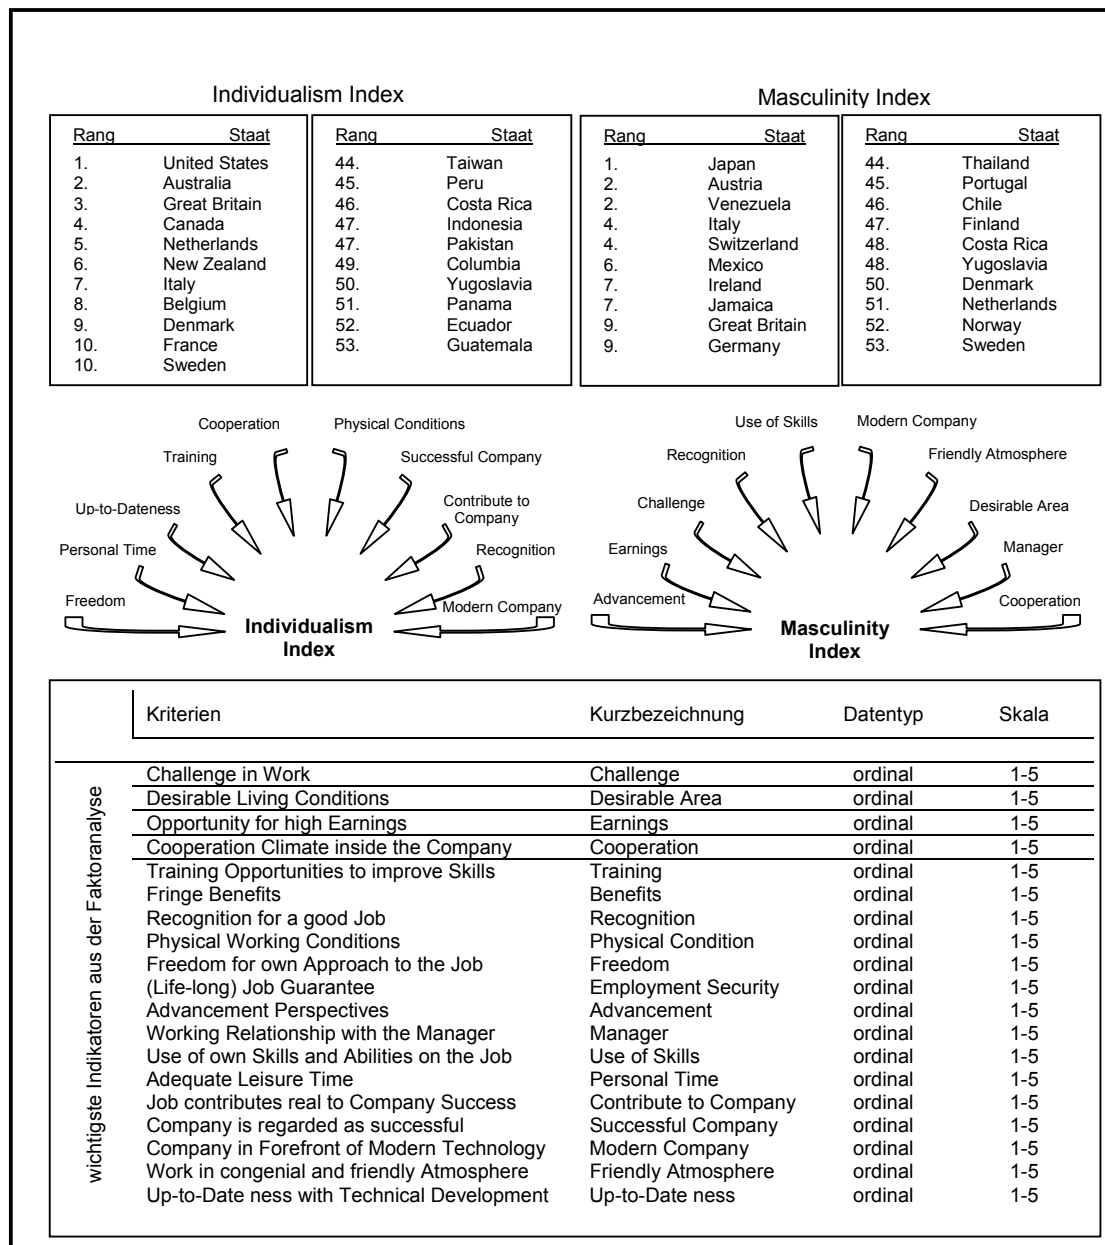 Individualism Index
Masculinity Index
Rang Staat
1. United States
2. Australia
3. Great Britain
4. Canada
5. Netherlands
6. New Zealand
7. Italy
8. Belgium
9. Denmark
10. France
10. Sweden
Rang Staat
44. Taiwan
45. Peru
46. Costa Rica
47. Indonesia
47. Pakistan
49. Columbia
50. Yugoslavia
51. Panama
52. Ecuador
53. Guatemala
Rang Staat
1. Japan
2. Austria
2. Venezuela
4. Italy
4. Switzerland
6. Mexico
7. Ireland
7. Jamaica
9. Great Britain
9. Germany
Rang Staat
44. Thailand
45. Portugal
46. Chile
47. Finland
48. Costa Rica
48. Yugoslavia
50. Denmark
51. Netherlands
52. Norway
53. Sweden
Cooperation
Physical Conditions
Training
Successful Company
Up-to-Dateness
Contribute to
Company
Personal Time
Recognition
Freedom
Modern Company
Individualism
Index
Use of Skills
Modern Company
Recognition
Friendly Atmosphere
Challenge
Desirable Area
Earnings
Manager
Advancement
Cooperation
Masculinity
Index
Kriterien Kurzbezeichnung Datentyp Skala
wichtigste Indikatoren aus der Faktoranalyse
Challenge in Work Challenge ordinal 1-5
Desirable Living Conditions Desirable Area ordinal 1-5
Opportunity for high Earnings Earnings ordinal 1-5
Cooperation Climate inside the Company Cooperation ordinal 1-5
Training Opportunities to improve Skills Training ordinal 1-5
Fringe Benefits Benefits ordinal 1-5
Recognition for a good Job Recognition ordinal 1-5
Physical Working Conditions Physical Condition ordinal 1-5
Freedom for own Approach to the Job Freedom ordinal 1-5
(Life-long) Job Guarantee Employment Security ordinal 1-5
Advancement Perspectives Advancement ordinal 1-5
Working Relationship with the Manager Manager ordinal 1-5
Use of own Skills and Abilities on the Job Use of Skills ordinal 1-5
Adequate Leisure Time Personal Time ordinal 1-5
Job contributes real to Company Success Contribute to Company ordinal 1-5
Company is regarded as successful Successful Company ordinal 1-5
Company in Forefront of Modern Technology Modern Company ordinal 1-5
Work in congenial and friendly Atmosphere Friendly Atmosphere ordinal 1-5
Up-to-Date ness with Technical Development Up-to-Date ness ordinal 1-5